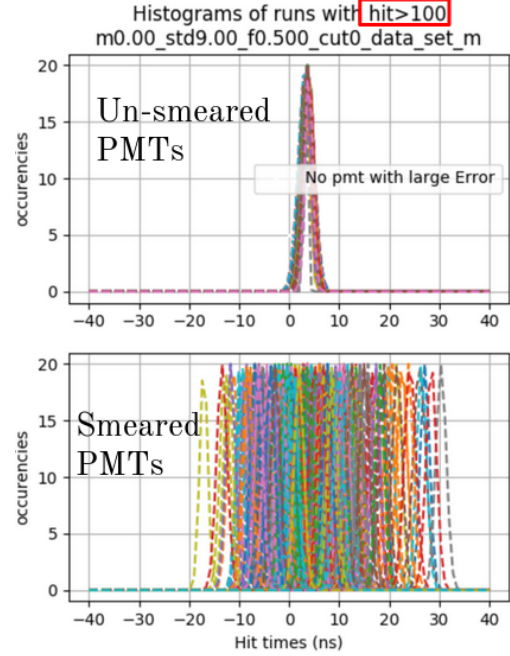 Histograms of runs with hit>100
m0.00_std9.00_f0.500_cut0_data_set_m
20
15
10
5
0
occurencies
Un-smeared
PMTs
No pmt with large Error
−40 −30 −20 −10 0 10 20 30 40
20
15
10
5
0
occurencies
Smeared
PMTs
−40 −30 −20 −10 0 10 20 30 40
Hit times (ns)